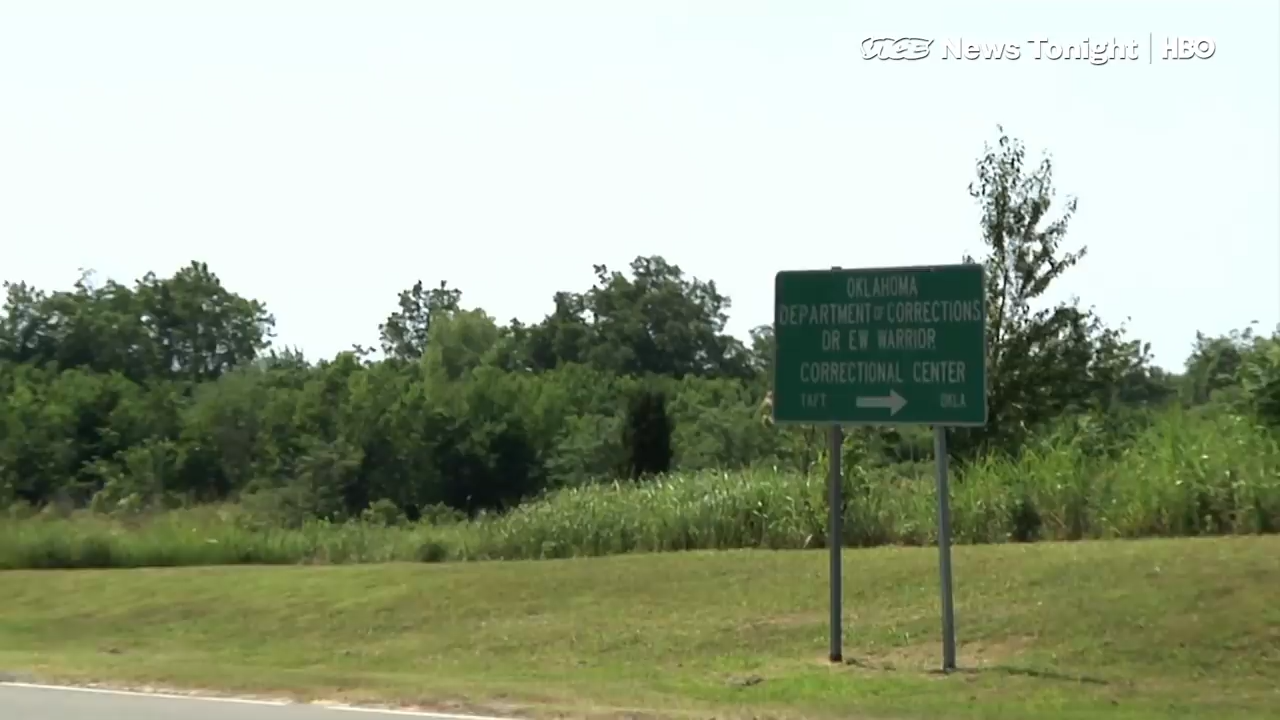 VICE News Tonight | HBO
OKLAHOMA
DEPARTMENT OF CORRECTIONS
DR EW WARRIOR
CORRECTIONAL CENTER
TAFT OKLA